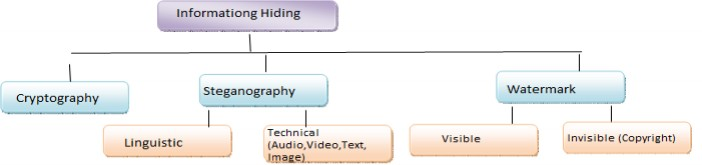 Informationg Hiding
Cryptography
Steganography
Watermark
Linguistic
Technical
(Audio,Video,Text,
Image)
Visible
Invisible (Copyright)